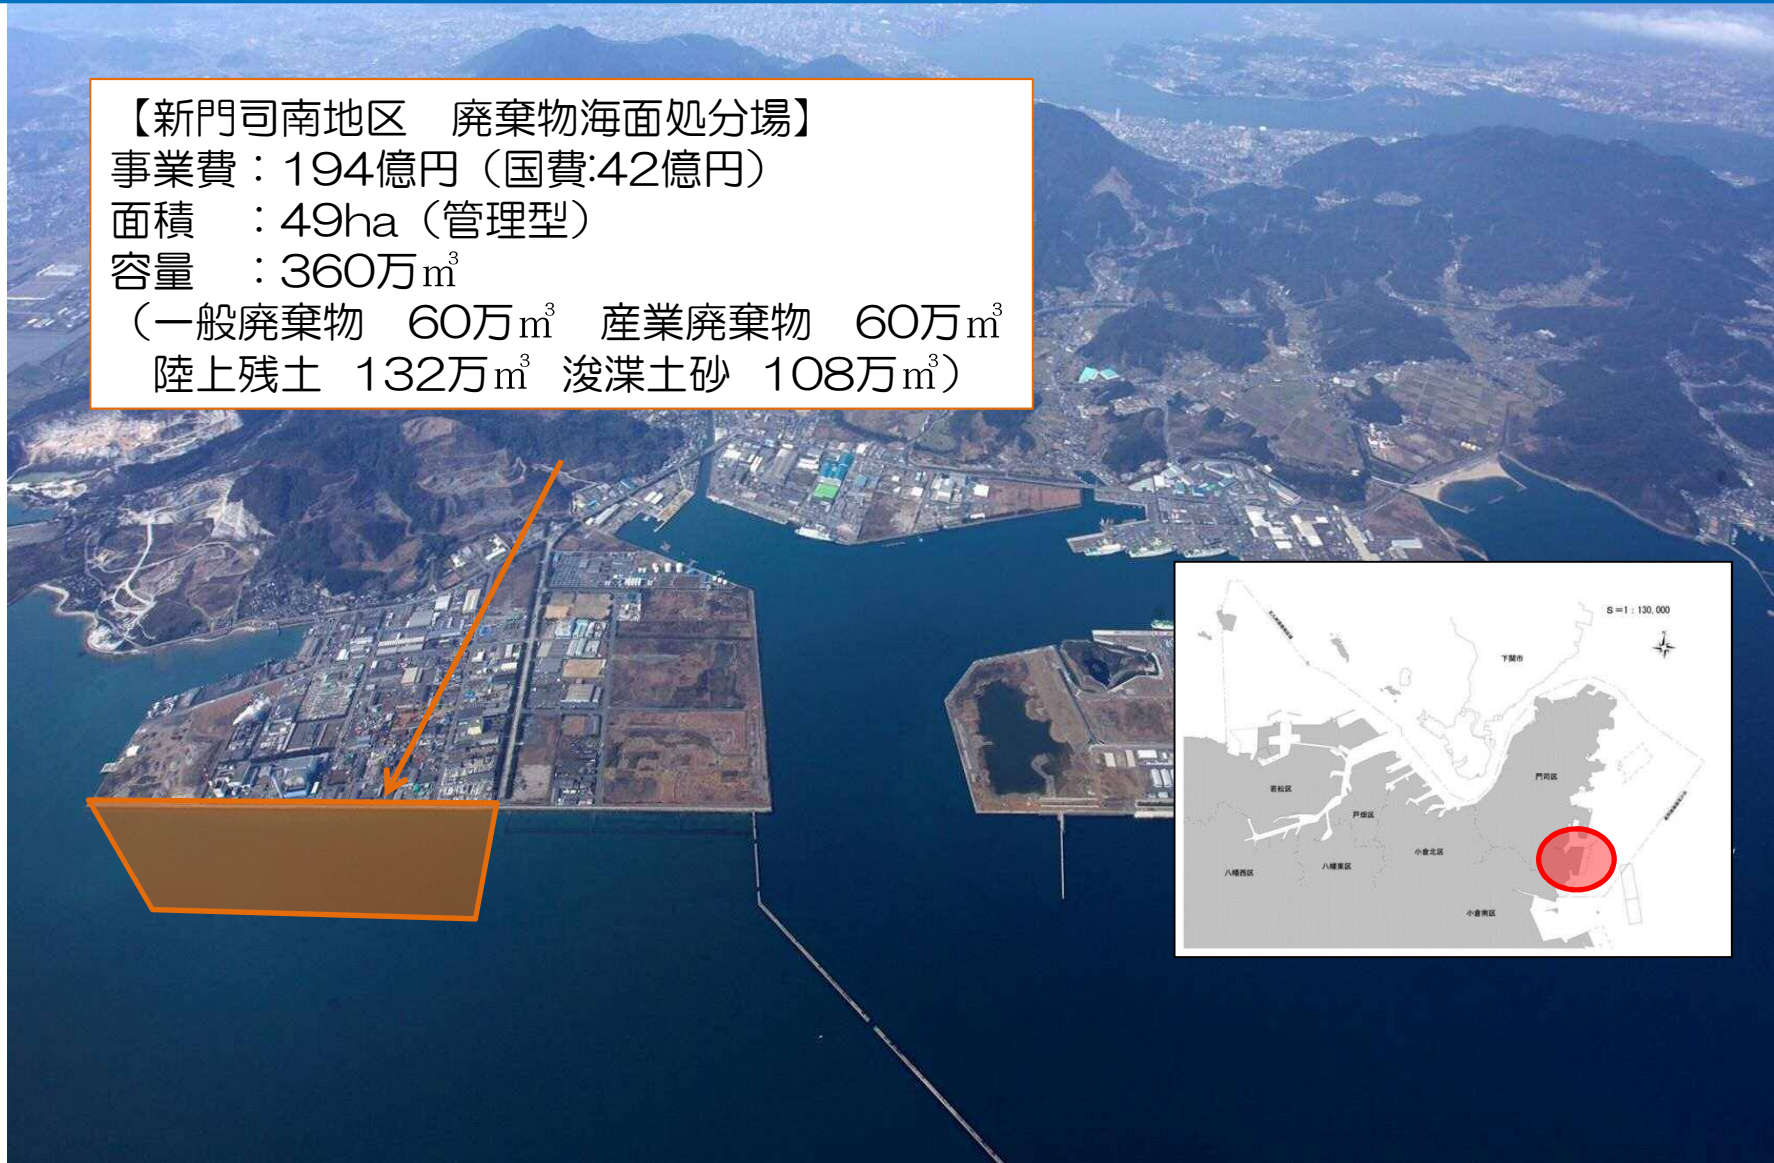 【新門司南地区　廃棄物海面処分場】
事業費：194億円（国費:42億円）
面積　：49ha（管理型）
容量　：360万㎥
（一般廃棄物　60万㎥　産業廃棄物　60万㎥
陸上残土 132万㎥ 浚渫土砂 108万㎥）
S＝1：130,000
下関市
門司区
若松区
戸畑区
小倉北区
八幡東区
八幡西区
小倉南区